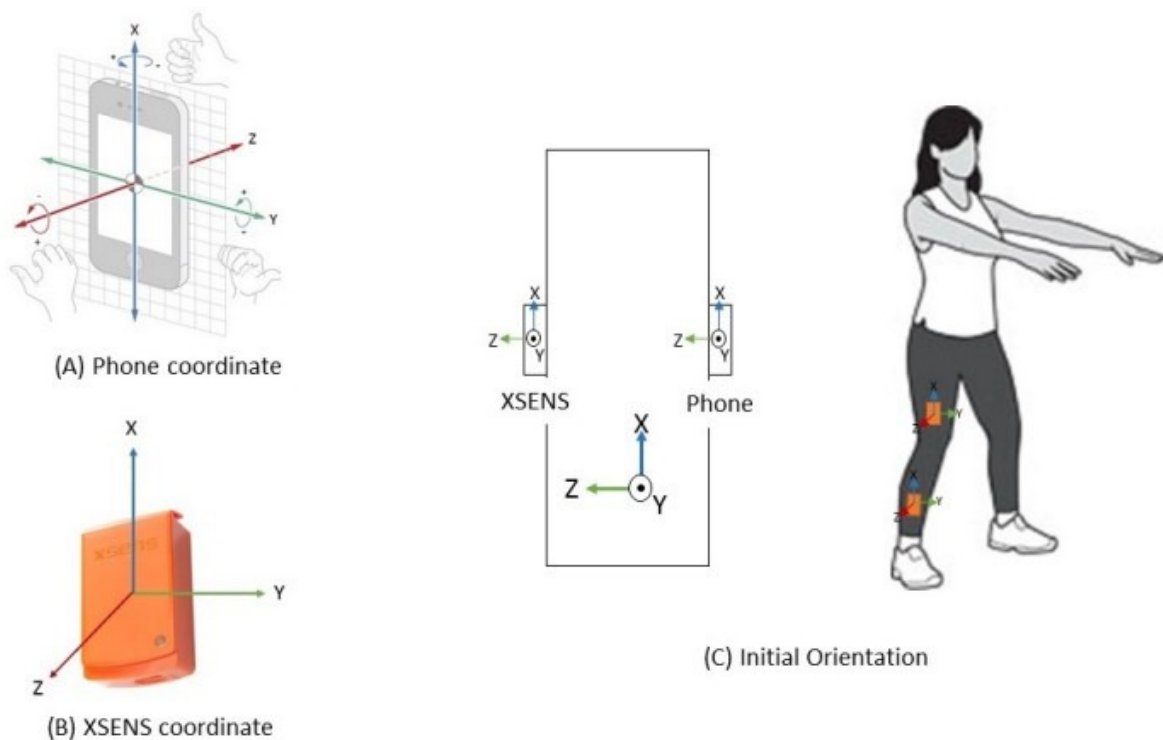 X
+
-
Z
-
+
Y
+
-
(A) Phone coordinate
X
XSENS
Y
Z
(B) XSENS coordinate
X
Z
Y
XSENS
X
Z
Y
Phone
X
Z
Y
X
Y
Z
X
Y
Z
(C) Initial Orientation